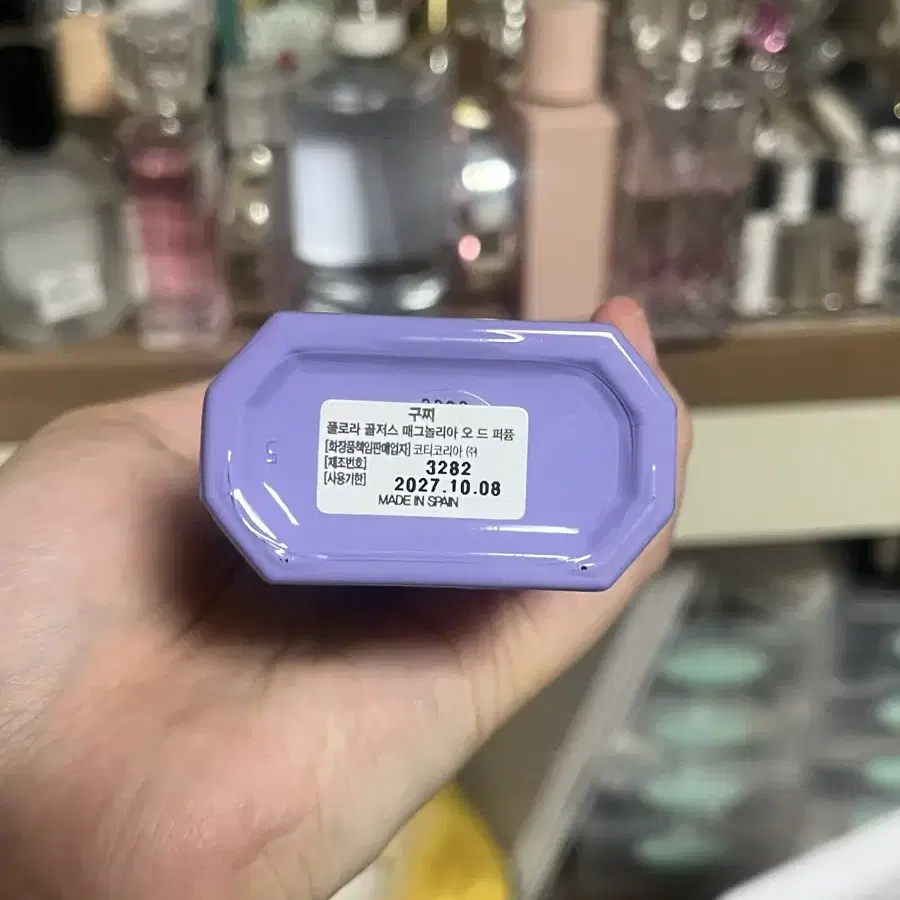 구찌
플로라 골저스 매그놀리아 오 드 퍼퓸
[화장품책임판매업자] 코티코리아 ㈜
[제조번호] 3282
[사용기한] 2027.10.08
MADE IN SPAIN